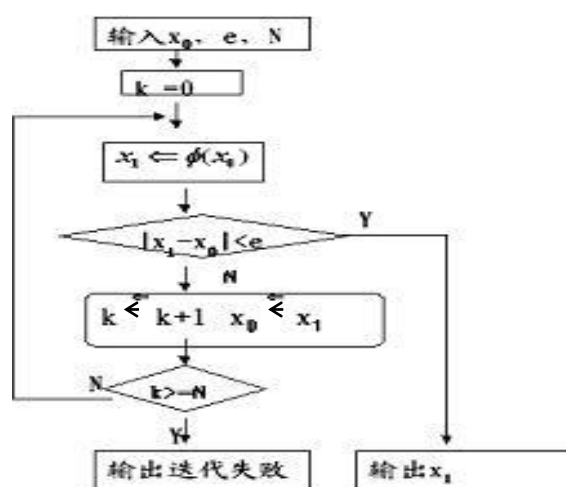 输入x₀, e, N
k =0
x₁ ⇐ ϕ(x₀)
|x₁-x₀|<e
Y
N
k ⇐ k+1 x₀ ⇐ x₁
k>=N
N
Y
输出迭代失败
输出x₁